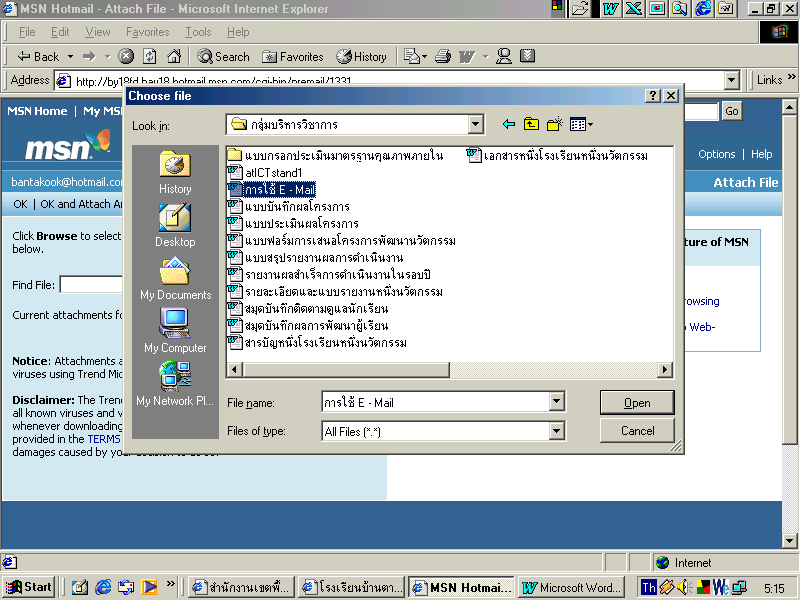 MSN Hotmail - Attach File - Microsoft Internet Explorer
File Edit View Favorites Tools Help
Back Search Favorites History
Address http://by18fd.bay18.hotmail.msn.com/cgi-bin/premail/1331 Links
Choose file
MSN Home | My MS
Look in: กลุ่มบริหารวิชาการ
Go
msn
Options | Help
bantakook@hotmail.co
Attach File
OK | OK and Attach An
Click Browse to select
below.
Find File:
Current attachments fo
Notice: Attachments a
viruses using Trend Mic
Disclaimer: The Trend
all known viruses and v
whenever downloading
provided in the TERMS
damages caused by your decision to do so.
History
Desktop
My Documents
My Computer
My Network Pl...
แบบกรอกประเมินมาตรฐานคุณภาพภายใน
atICTstand1
การใช้ E - Mail
แบบบันทึกผลโครงการ
แบบประเมินผลโครงการ
แบบฟอร์มการเสนอโครงการพัฒนานวัตกรรม
แบบสรุปรายงานผลการดำเนินงาน
รายงานผลสำเร็จการดำเนินงานในรอบปี
รายละเอียดและแบบรายงานหนึ่งนวัตกรรม
สมุดบันทึกติดตามดูแลนักเรียน
สมุดบันทึกผลการพัฒนาผู้เรียน
สารบัญหนึ่งโรงเรียนหนึ่งนวัตกรรม
เอกสารหนึ่งโรงเรียนหนึ่งนวัตกรรม
File name: การใช้ E - Mail Open
Files of type: All Files (*.*) Cancel
ture of MSN
owsing
Web-
Internet
Start สำนักงานเขตพื้... โรงเรียนบ้านตา... MSN Hotmai... Microsoft Word... Th 5:15